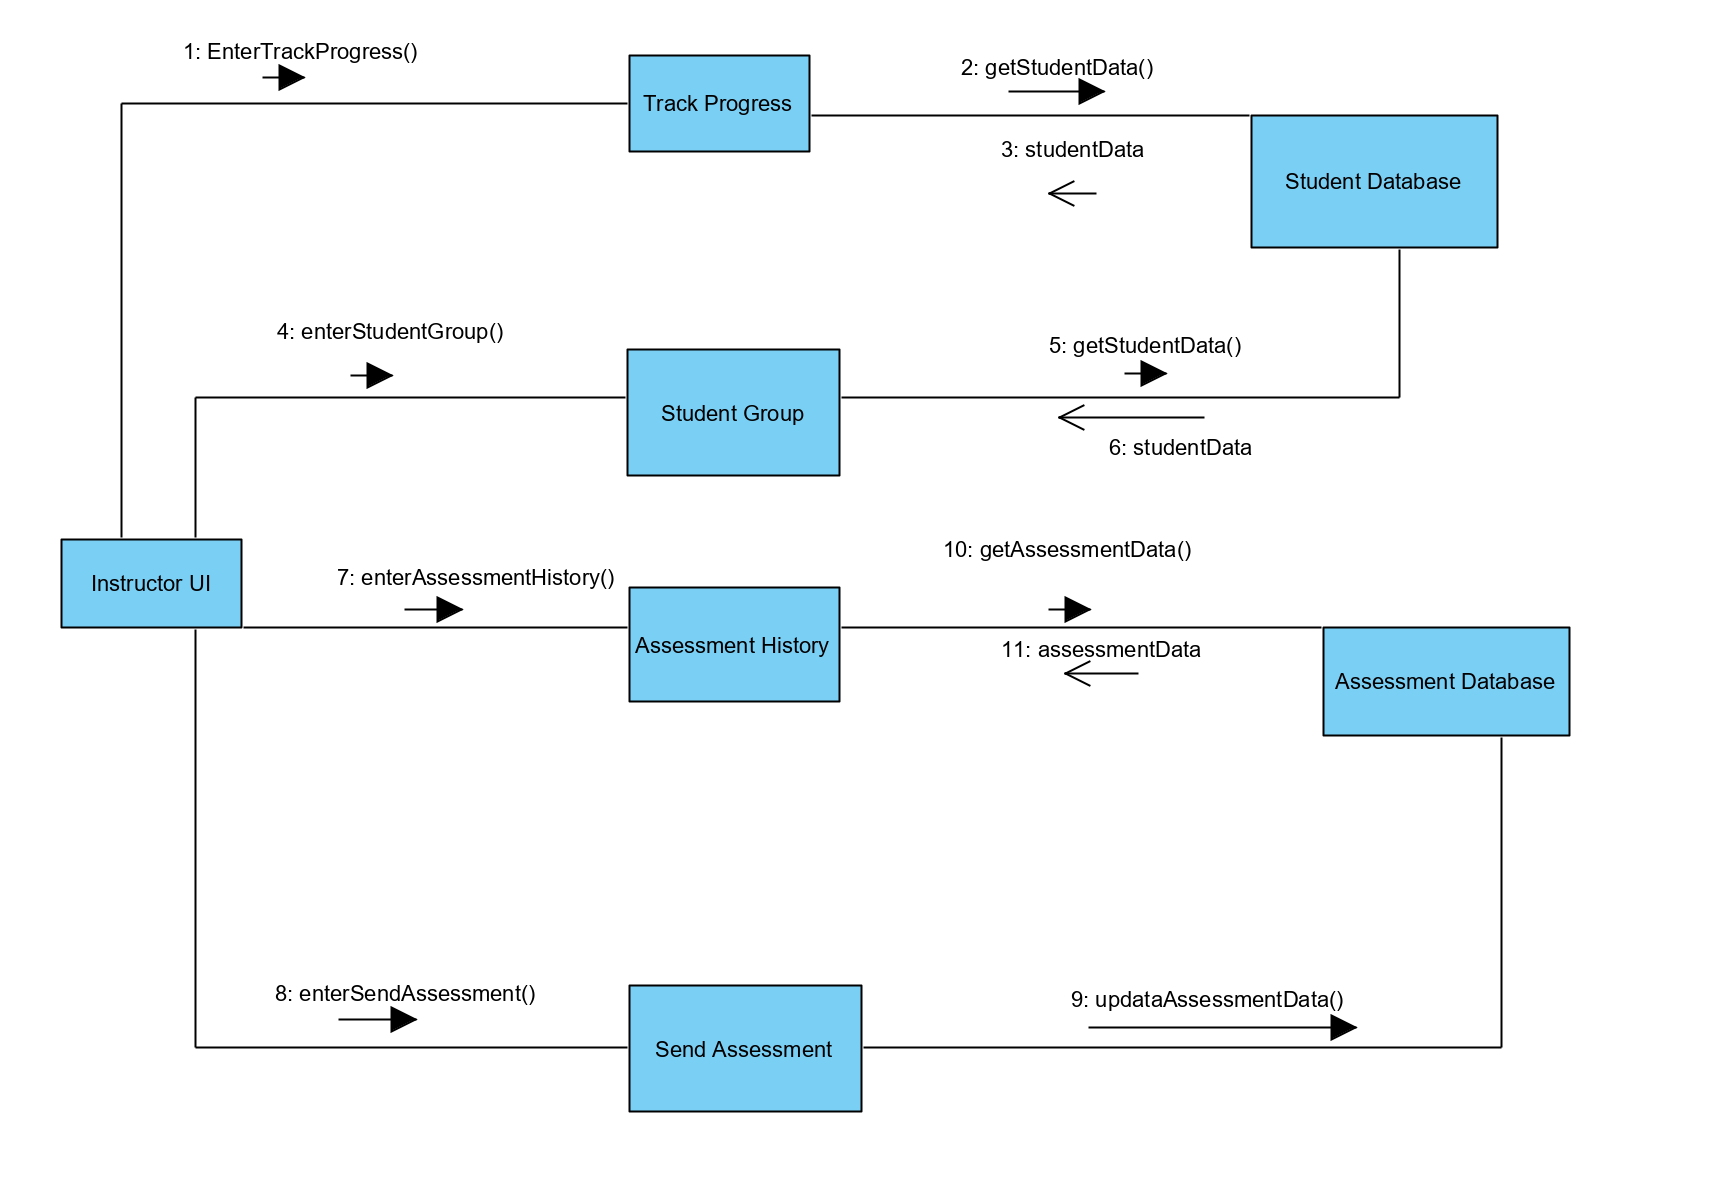 1: EnterTrackProgress()
Track Progress
2: getStudentData()
3: studentData
Student Database
4: enterStudentGroup()
Student Group
5: getStudentData()
6: studentData
Instructor UI
7: enterAssessmentHistory()
Assessment History
10: getAssessmentData()
11: assessmentData
Assessment Database
8: enterSendAssessment()
Send Assessment
9: updataAssessmentData()